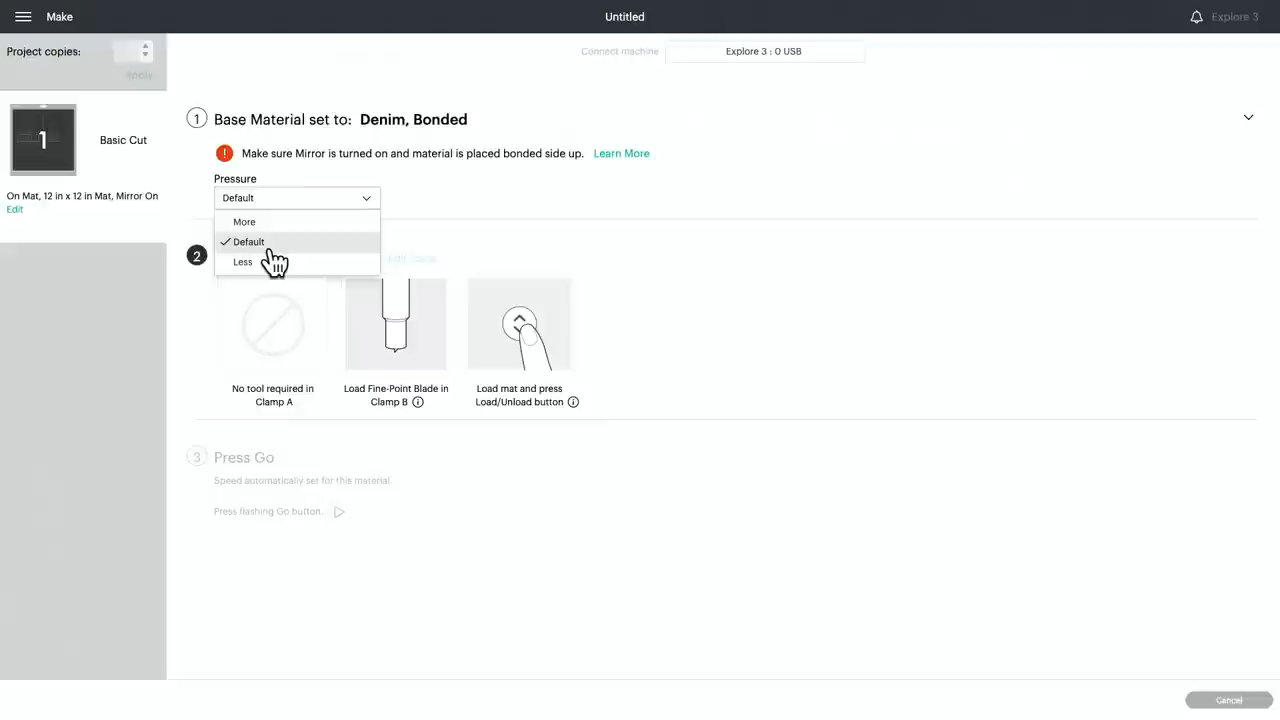 Make
Untitled
Explore 3
Project copies:
Apply
Connect machine
Explore 3 : 0 USB
1
Basic Cut
On Mat, 12 in x 12 in Mat, Mirror On
Edit
1
Base Material set to: Denim, Bonded
! Make sure Mirror is turned on and material is placed bonded side up. Learn More
Pressure
Default
More
Default
Less
2
Edit Tools
No tool required in
Clamp A
Load Fine-Point Blade in
Clamp B
Load mat and press
Load/Unload button
3
Press Go
Speed automatically set for this material.
Press flashing Go button.
Cancel